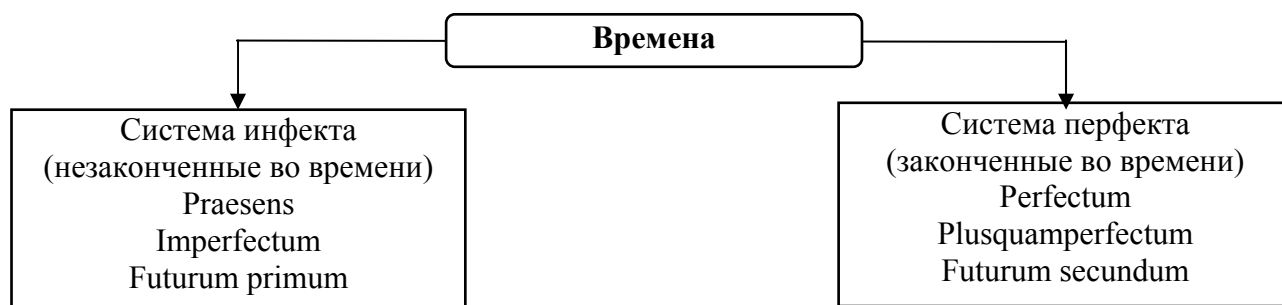 Времена
Система инфекта
(незаконченные во времени)
Praesens
Imperfectum
Futurum primum
Система перфекта
(законченные во времени)
Perfectum
Plusquamperfectum
Futurum secundum